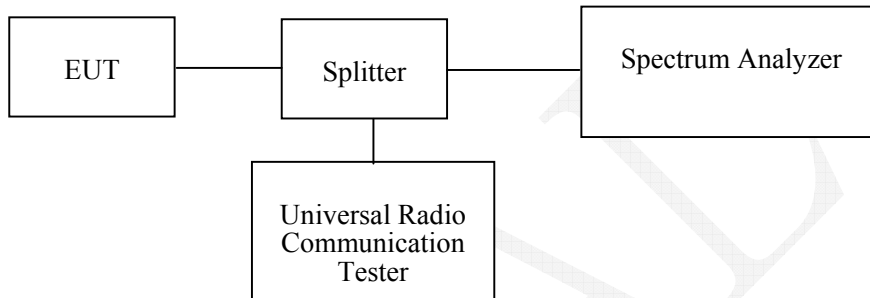 EUT
Splitter
Spectrum Analyzer
Universal Radio
Communication
Tester